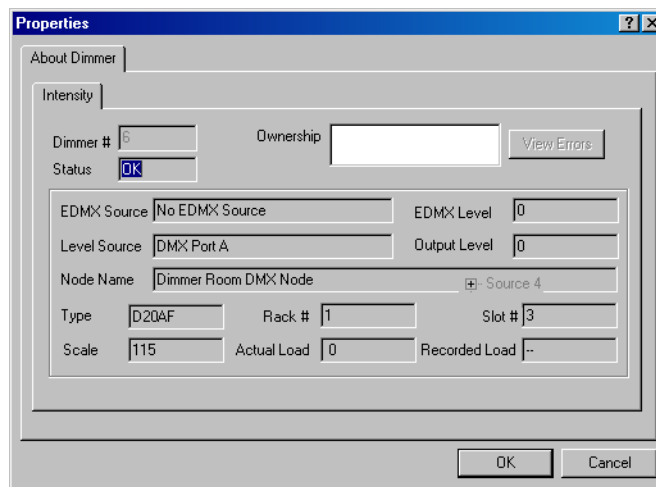 Properties
About Dimmer
Intensity
Dimmer # 6 Ownership View Errors
Status OK
EDMX Source No EDMX Source EDMX Level 0
Level Source DMX Port A Output Level 0
Node Name Dimmer Room DMX Node Source 4
Type D20AF Rack # 1 Slot # 3
Scale 115 Actual Load 0 Recorded Load --
OK Cancel